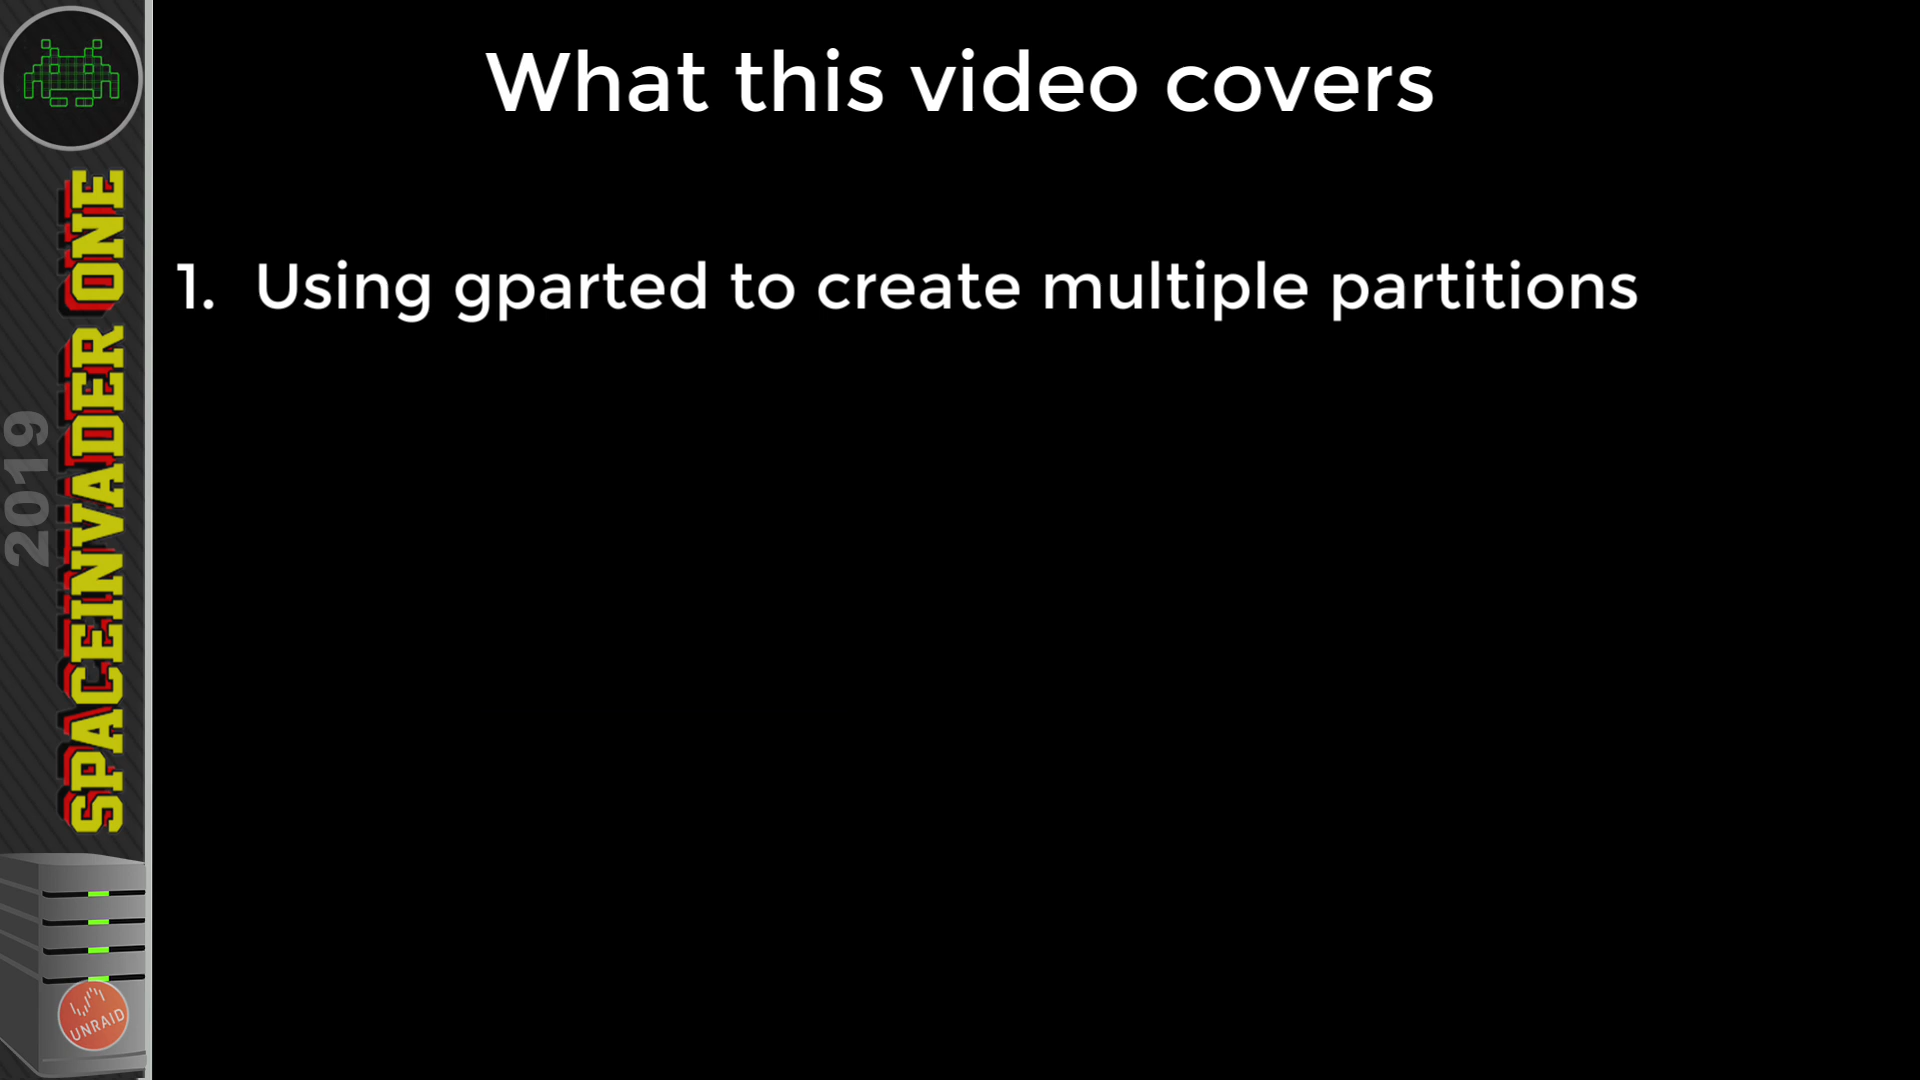 What this video covers
1. Using gparted to create multiple partitions
2019
SPACEINVADER ONE
UNRAID